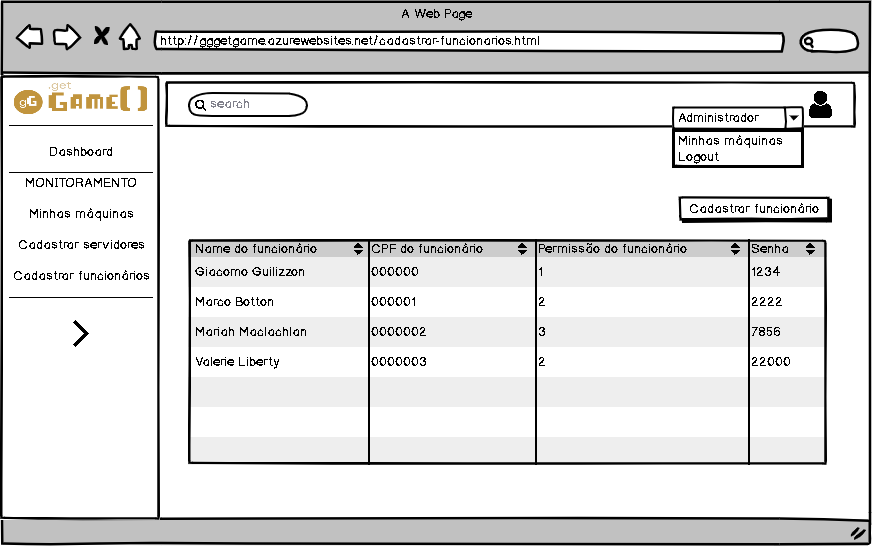 A Web Page
http://gggetgame.azurewebsites.net/cadastrar-funcionarios.html
.get
gG GAME()
search
Administrador
Minhas máquinas
Logout
Dashboard
MONITORAMENTO
Minhas máquinas
Cadastrar servidores
Cadastrar funcionários
Cadastrar funcionário
Nome do funcionário CPF do funcionário Permissão do funcionário Senha
Giacomo Guilizzon 000000 1 1234
Marco Botton 000001 2 2222
Mariah Maclachlan 0000002 3 7856
Valerie Liberty 0000003 2 22000